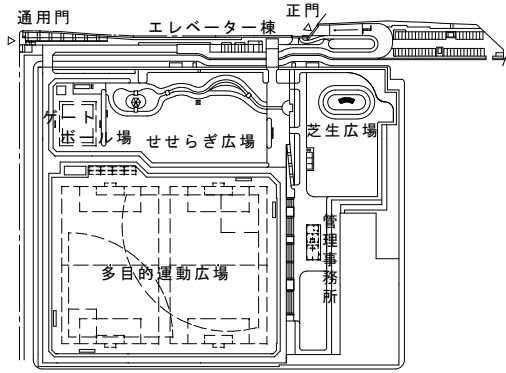 通用門
エレベーター棟
正門
ゲート
ボール場
せせらぎ広場
芝生広場
多目的運動広場
管理事務所